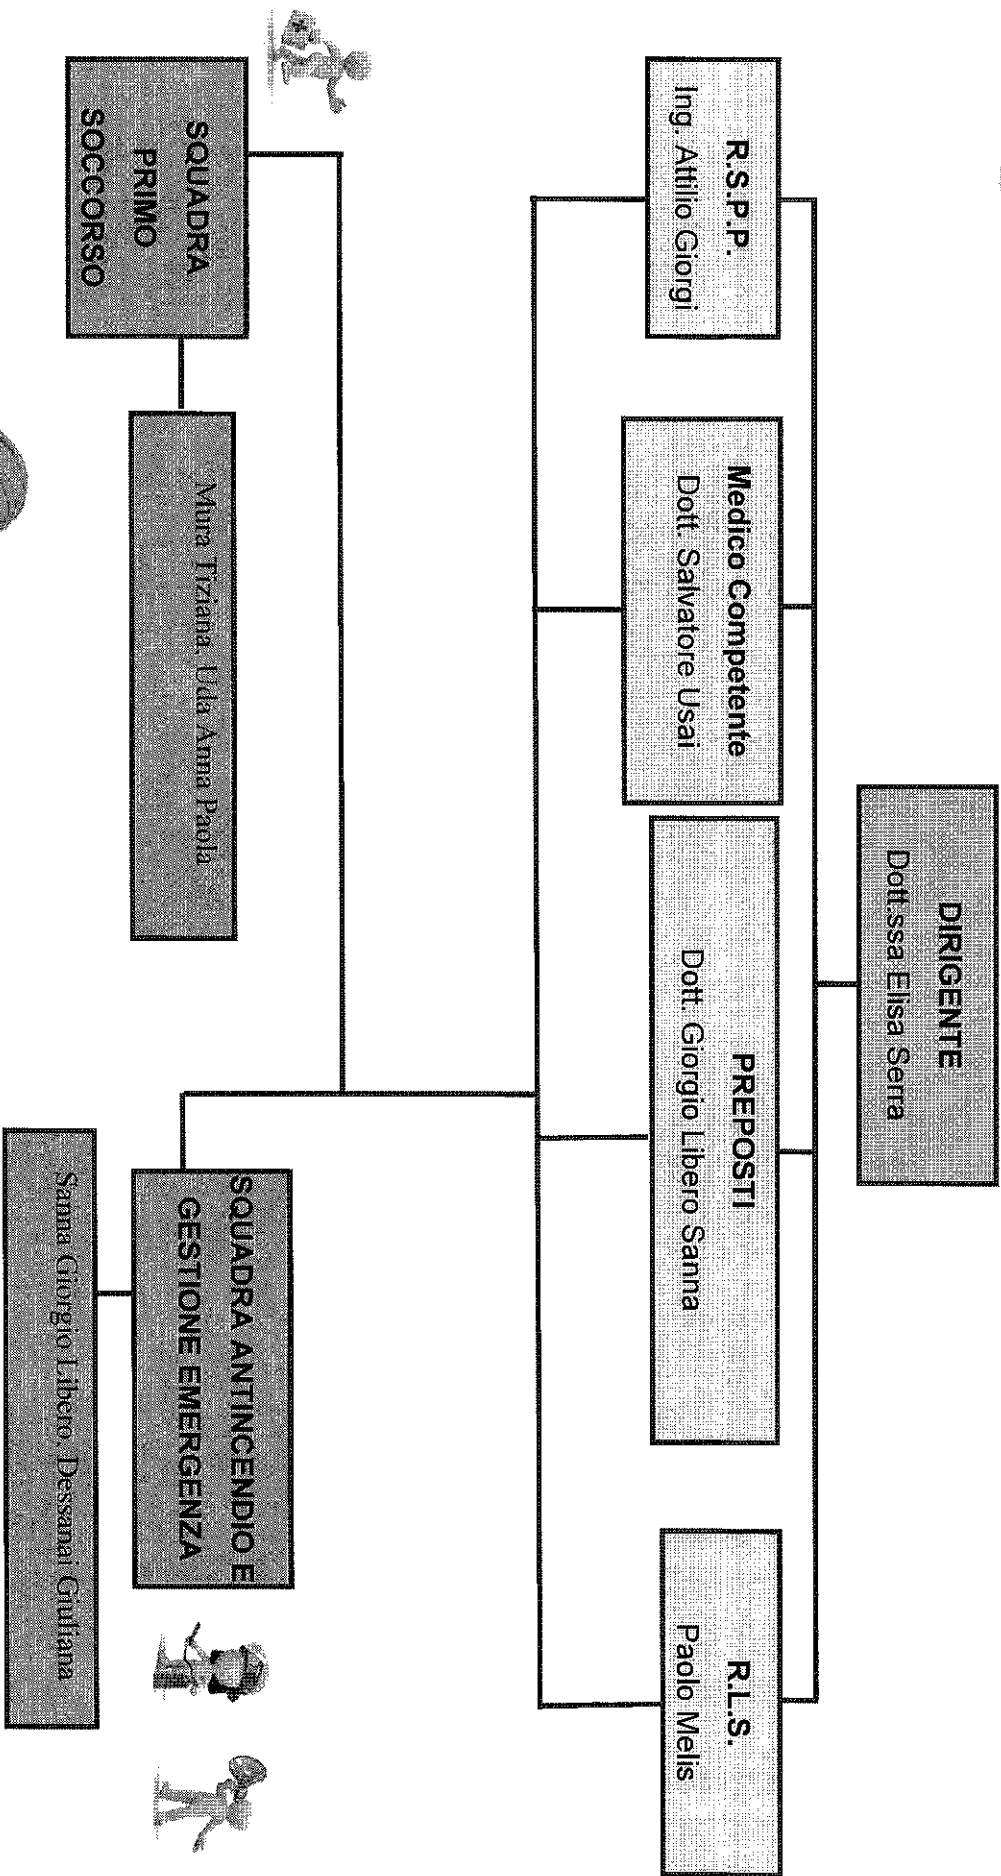 DIRIGENTE
Dott.ssa Elisa Serra
R.S.P.P.
Ing. Attilio Giorgi
Medico Competente
Dott. Salvatore Usai
PREPOSTI
Dott. Giorgio Libero Sanna
R.L.S.
Paolo Melis
SQUADRA
PRIMO
SOCCORSO
Mura Tiziana, Uda Anna Paola
SQUADRA ANTINCENDIO E
GESTIONE EMERGENZA
Sanna Giorgio Libero, Dessanai Giuliana